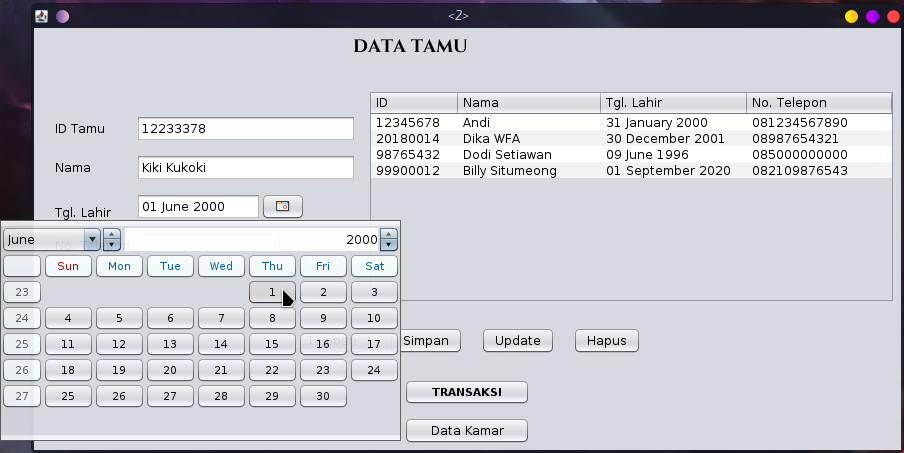 <2>
DATA TAMU
ID Tamu 12233378
Nama Kiki Kukoki
Tgl. Lahir 01 June 2000
ID Nama Tgl. Lahir No. Telepon
12345678 Andi 31 January 2000 081234567890
20180014 Dika WFA 30 December 2001 08987654321
98765432 Dodi Setiawan 09 June 1996 085000000000
99900012 Billy Situmeong 01 September 2020 082109876543
June 2000
Sun Mon Tue Wed Thu Fri Sat
23 1 2 3
24 4 5 6 7 8 9 10
25 11 12 13 14 15 16 17
26 18 19 20 21 22 23 24
27 25 26 27 28 29 30
Simpan Update Hapus
TRANSAKSI
Data Kamar